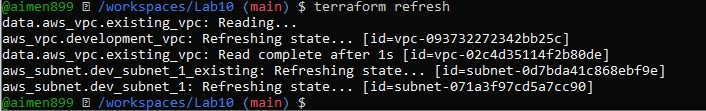 @aimen899 /workspaces/Lab10 (main) $ terraform refresh
data.aws_vpc.existing_vpc: Reading...
aws_vpc.development_vpc: Refreshing state... [id=vpc-093732272342bb25c]
data.aws_vpc.existing_vpc: Read complete after 1s [id=vpc-02c4d35114f2b80de]
aws_subnet.dev_subnet_1_existing: Refreshing state... [id=subnet-0d7bda41c868ebf9e]
aws_subnet.dev_subnet_1: Refreshing state... [id=subnet-071a3f97cd5a7cc90]
@aimen899 /workspaces/Lab10 (main) $